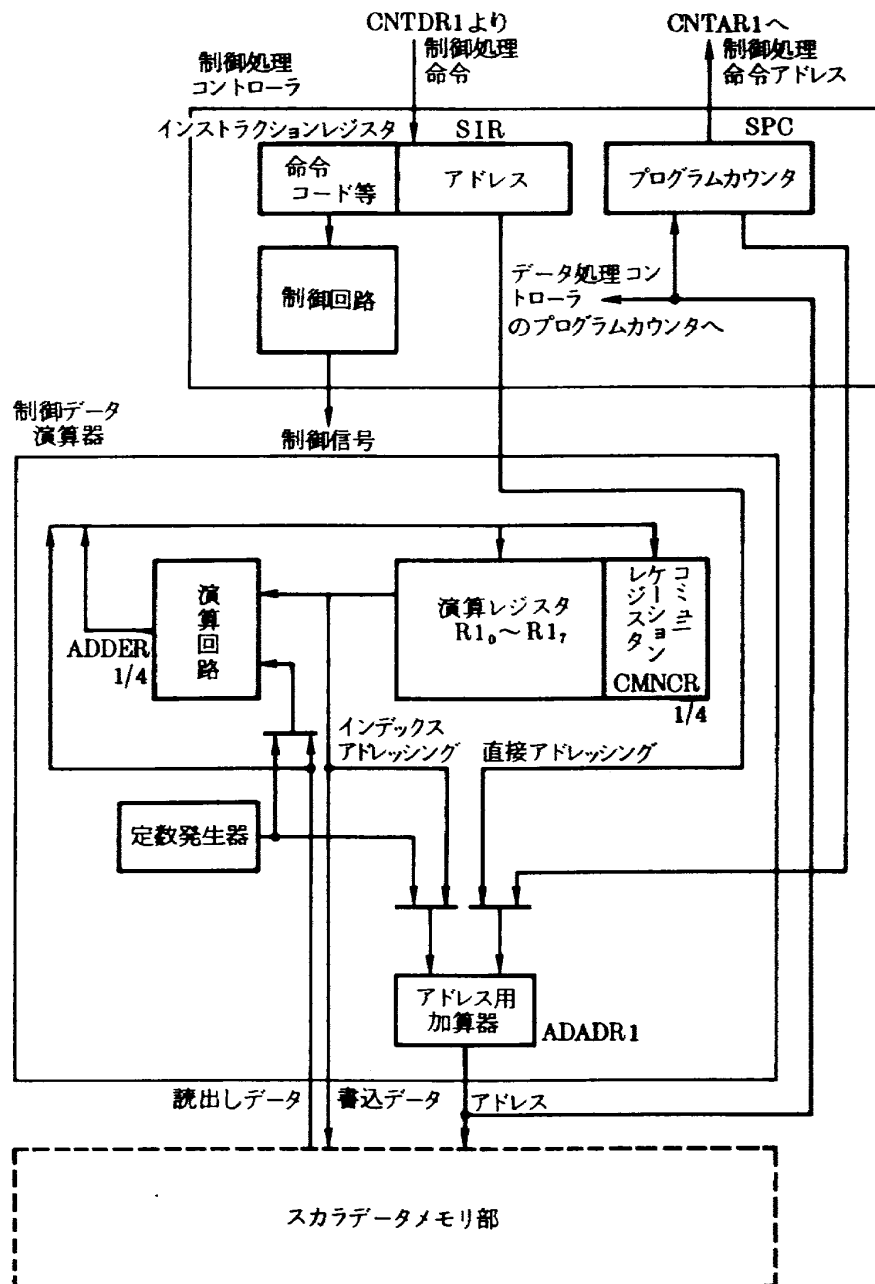 CNTDR1より
制御処理
命令
CNTAR1へ
制御処理
命令アドレス
制御処理
コントローラ
インストラクションレジスタ
SIR
SPC
命令
コード等
アドレス
プログラムカウンタ
制御回路
データ処理コン
トローラ
のプログラムカウンタへ
制御データ
演算器
制御信号
演算回路
ADDER
1/4
演算レジスタ
R1₀～R1₇
コミュニ
ケーション
レジスタ
CMNCR
1/4
インデックス
アドレッシング
直接アドレッシング
定数発生器
アドレス用
加算器
ADADR1
読出しデータ
書込データ
アドレス
スカラデータメモリ部